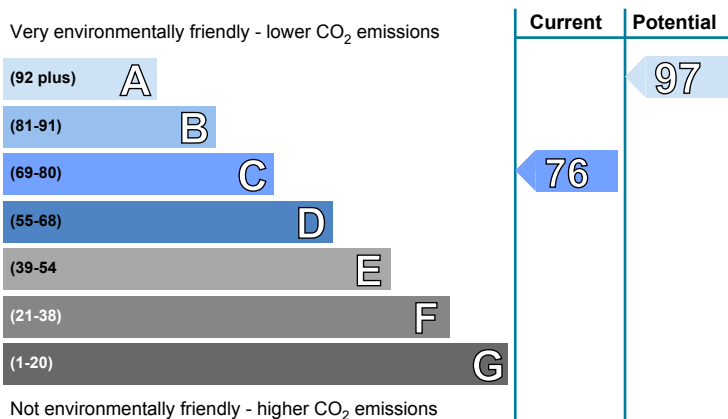 Very environmentally friendly - lower CO2 emissions
Current Potential
(92 plus) A 97
(81-91) B
(69-80) C 76
(55-68) D
(39-54 E
(21-38) F
(1-20) G
Not environmentally friendly - higher CO2 emissions